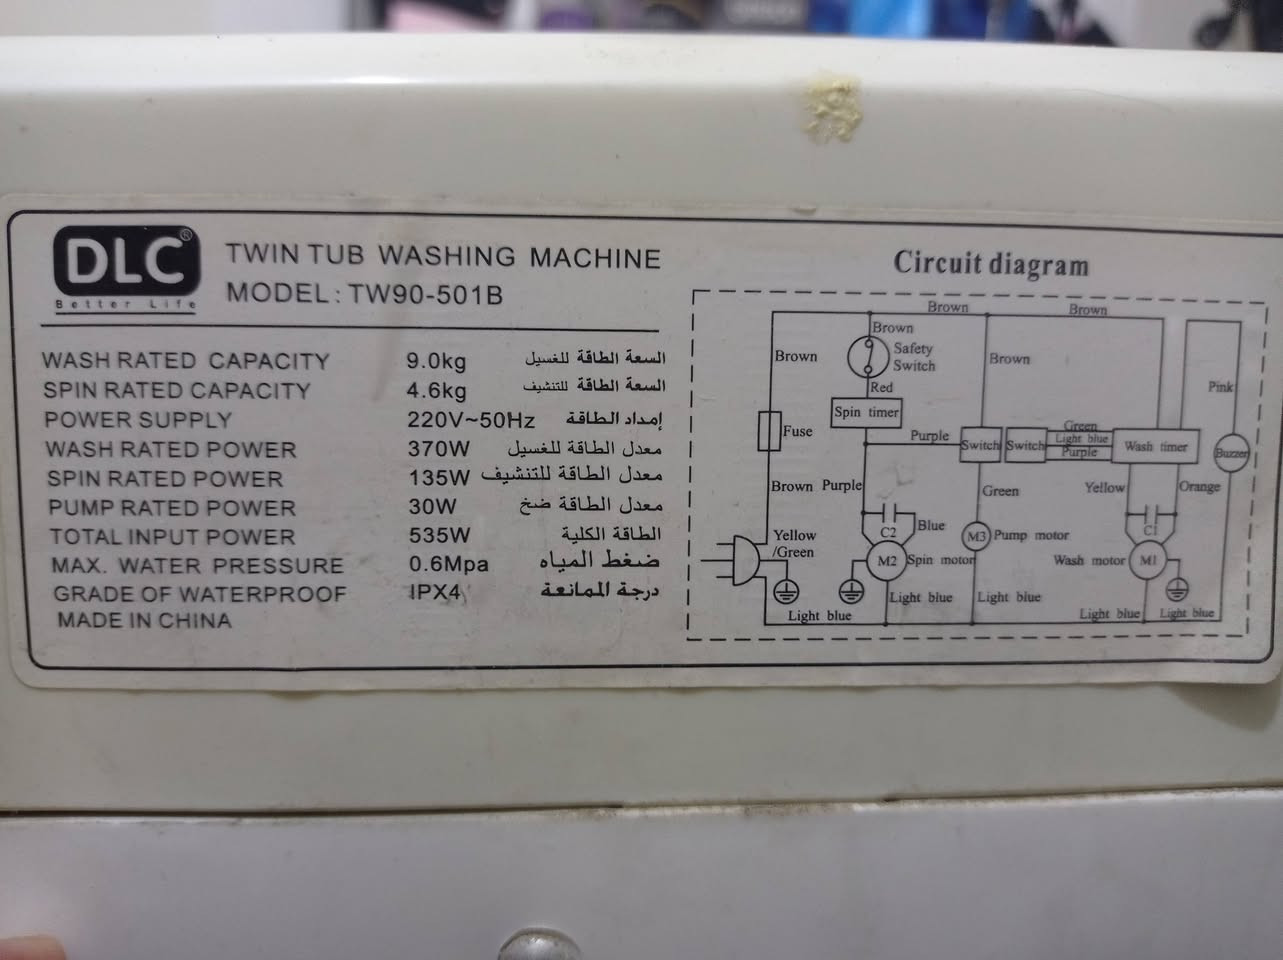 DLC®
Better Life
TWIN TUB WASHING MACHINE
MODEL : TW90-501B
WASH RATED CAPACITY 9.0kg السعة الطاقة للغسيل
SPIN RATED CAPACITY 4.6kg السعة الطاقة للتنشيف
POWER SUPPLY 220V~50Hz إمداد الطاقة
WASH RATED POWER 370W معدل الطاقة للغسيل
SPIN RATED POWER 135W معدل الطاقة للتنشيف
PUMP RATED POWER 30W معدل الطاقة ضخ
TOTAL INPUT POWER 535W الطاقة الكلية
MAX. WATER PRESSURE 0.6Mpa ضغط المياه
GRADE OF WATERPROOF IPX4 درجة الممانعة
MADE IN CHINA
Circuit diagram
Brown Brown
Brown Brown Safety Switch Brown
Red Pink
Spin timer
Fuse Purple Switch Switch Green Light blue Purple Wash timer Buzzer
Brown Purple Green Yellow Orange
C2 Blue C1
Yellow /Green M2 Spin motor M3 Pump motor Wash motor M1
Light blue Light blue Light blue Light blue Light blue